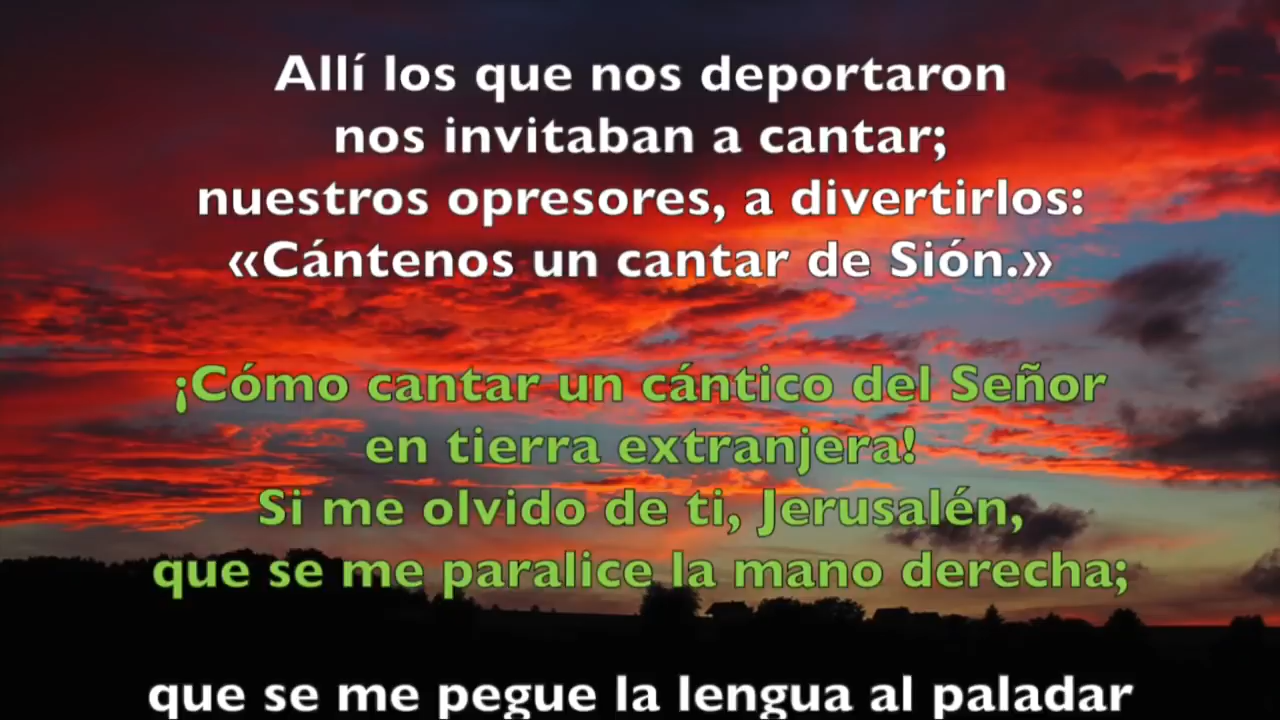 Allí los que nos deportaron
nos invitaban a cantar;
nuestros opresores, a divertirlos:
«Cántenos un cantar de Sión.»
¡Cómo cantar un cántico del Señor
en tierra extranjera!
Si me olvido de ti, Jerusalén,
que se me paralice la mano derecha;
que se me pegue la lengua al paladar